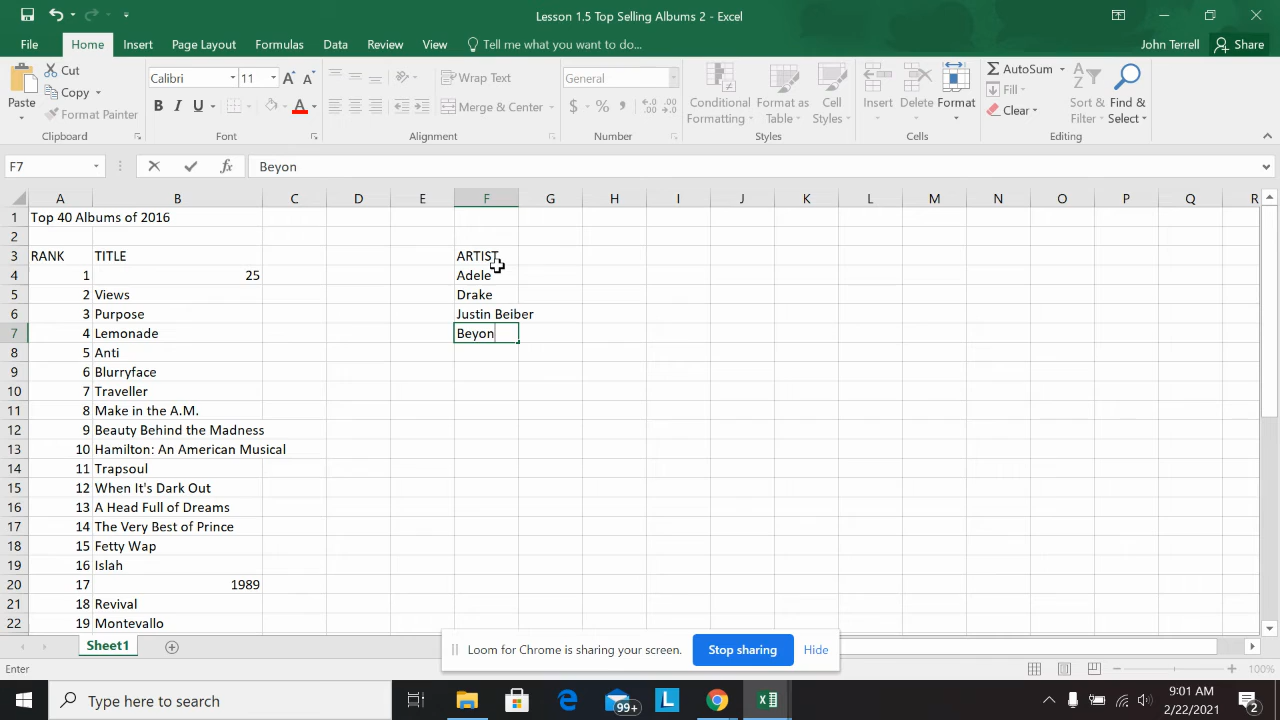 Lesson 1.5 Top Selling Albums 2 - Excel
File Home Insert Page Layout Formulas Data Review View Tell me what you want to do... John Terrell Share
Paste Cut Copy Format Painter
Calibri 11 A A B I U A
Wrap Text Merge & Center
General $ % , .0 .00 .00 .0
Conditional Formatting Format as Table Cell Styles
Insert Delete Format
AutoSum Fill Clear Sort & Filter Find & Select
Clipboard Font Alignment Number Styles Cells Editing
F7 fx Beyon
A B C D E F G H I J K L M N O P Q R
1 Top 40 Albums of 2016
2
3 RANK TITLE ARTIST
4 1 25 Adele
5 2 Views Drake
6 3 Purpose Justin Beiber
7 4 Lemonade Beyon
8 5 Anti
9 6 Blurryface
10 7 Traveller
11 8 Make in the A.M.
12 9 Beauty Behind the Madness
13 10 Hamilton: An American Musical
14 11 Trapsoul
15 12 When It's Dark Out
16 13 A Head Full of Dreams
17 14 The Very Best of Prince
18 15 Fetty Wap
19 16 Islah
20 17 1989
21 18 Revival
22 19 Montevallo
Sheet1
Loom for Chrome is sharing your screen. Stop sharing Hide
Enter 100%
Type here to search L 99+ 9:01 AM
2/22/2021 2